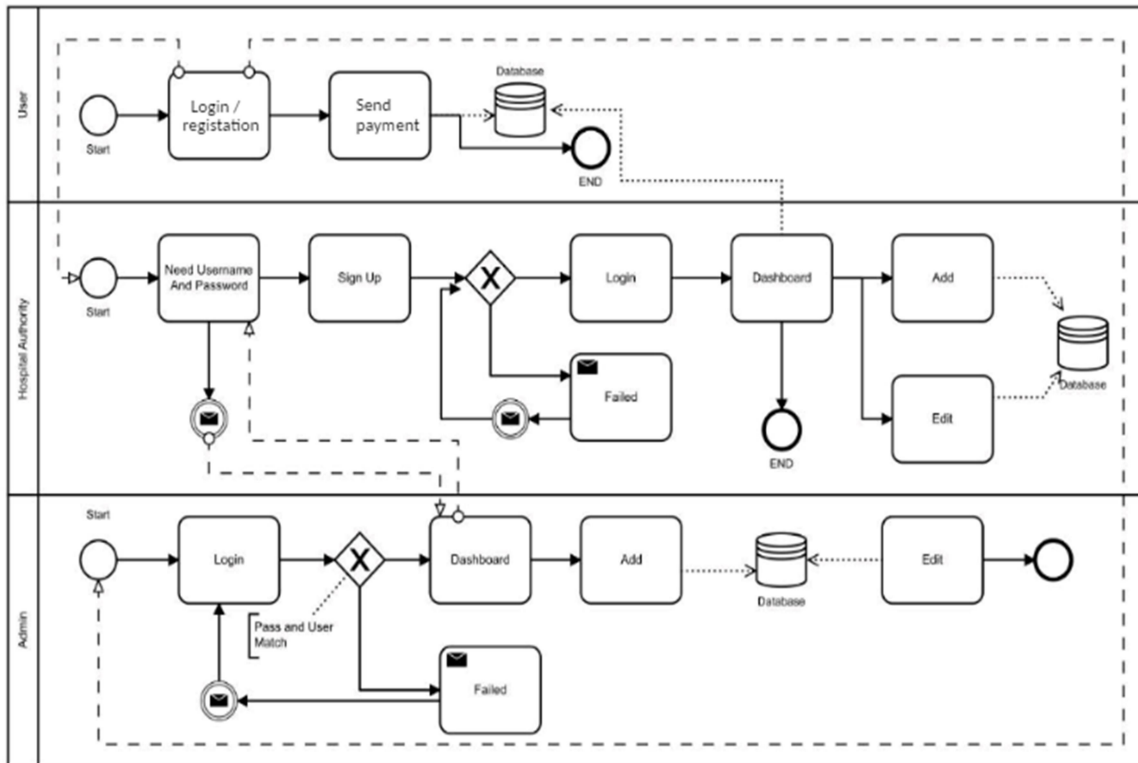 User
Start
Login /
registation
Send
payment
Database
END
Hospital Authority
Start
Need Username
And Password
Sign Up
X
Login
Dashboard
Add
Failed
Edit
Database
END
Admin
Start
Login
X
Dashboard
Add
Database
Edit
Pass and User
Match
Failed